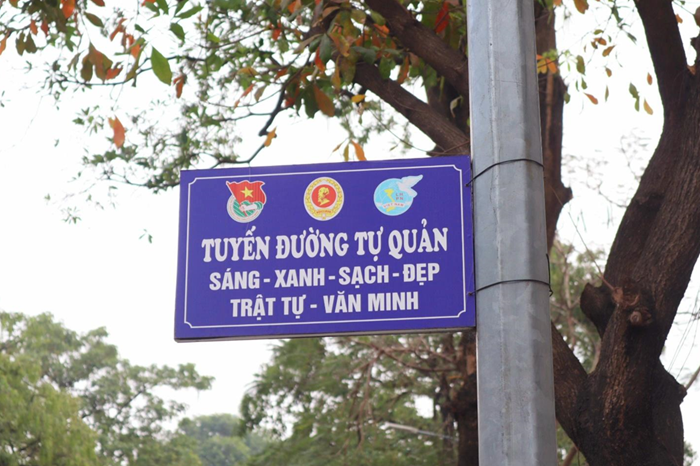 TUYẾN ĐƯỜNG TỰ QUẢN
SÁNG - XANH - SẠCH - ĐẸP
TRẬT TỰ - VĂN MINH